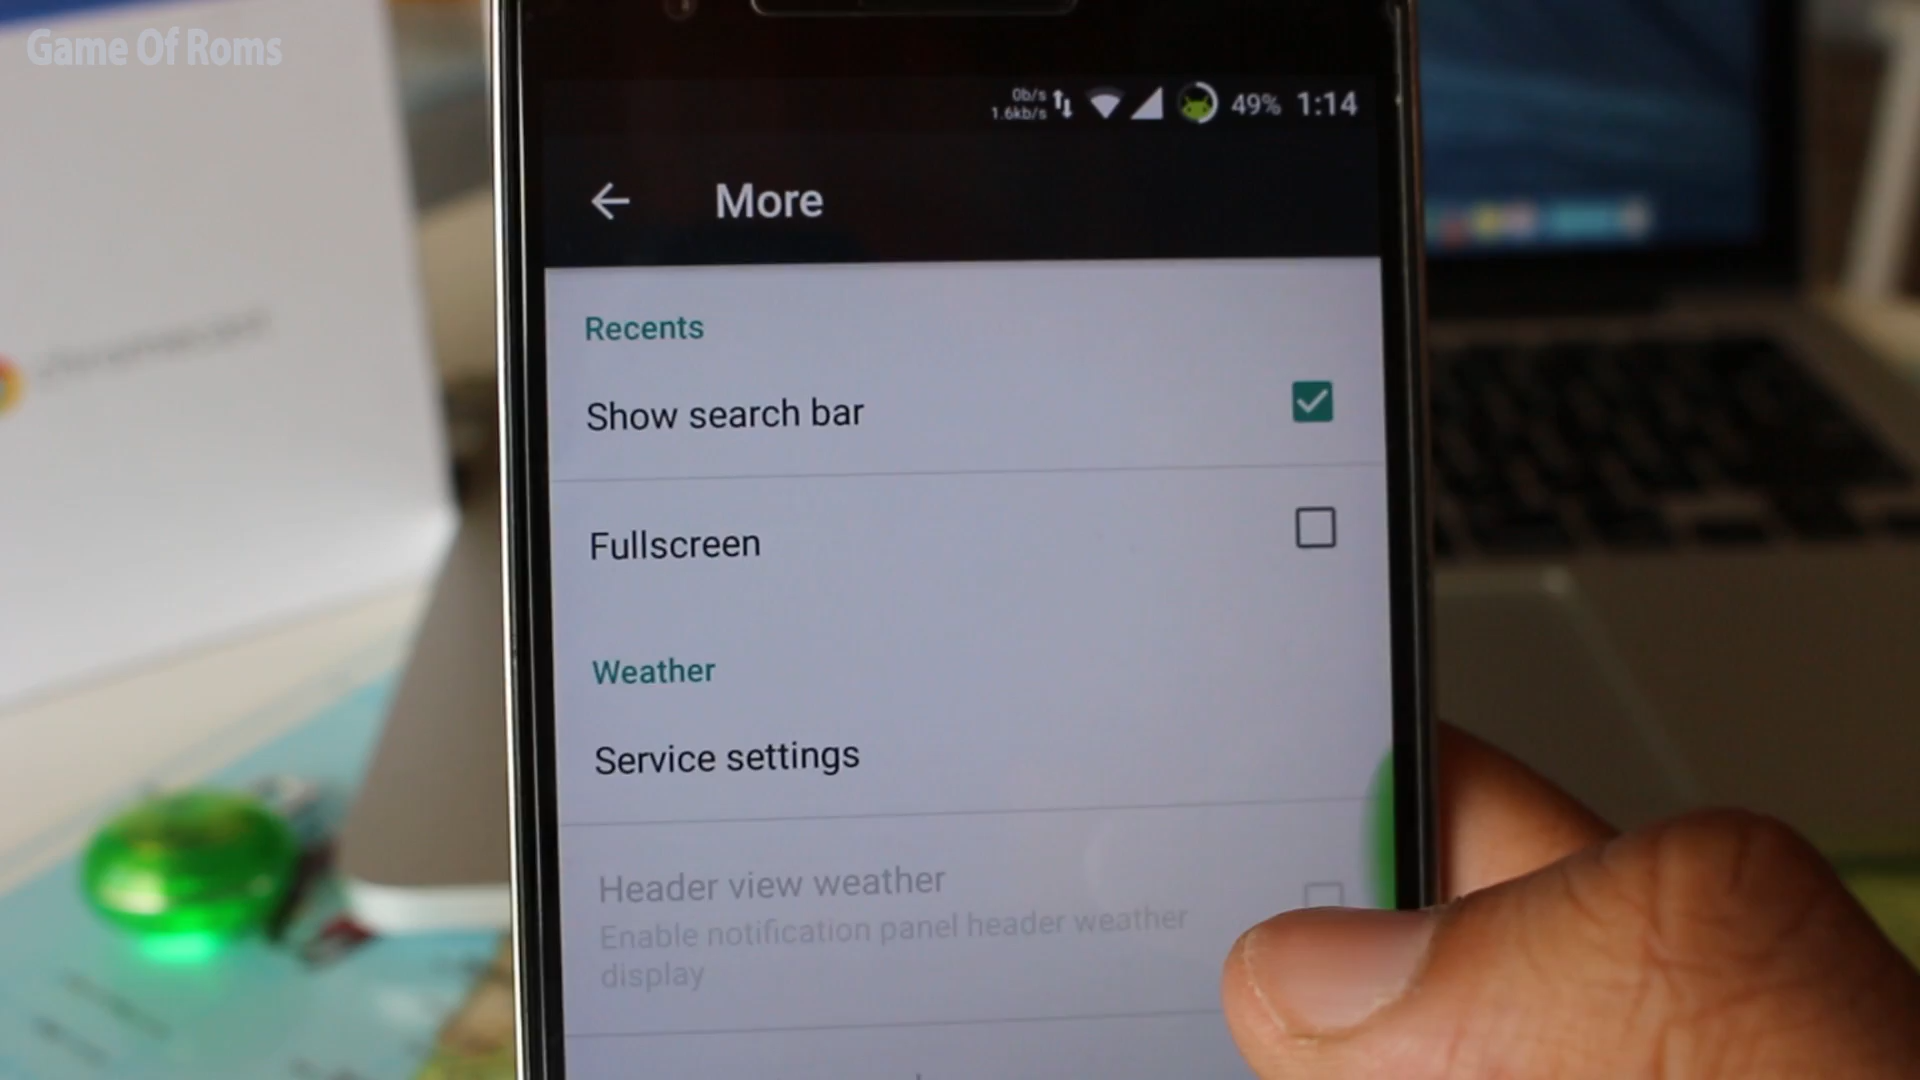 Game Of Roms
0b/s
1.6kb/s
49% 1:14
More
Recents
Show search bar
Fullscreen
Weather
Service settings
Header view weather
Enable notification panel header weather
display